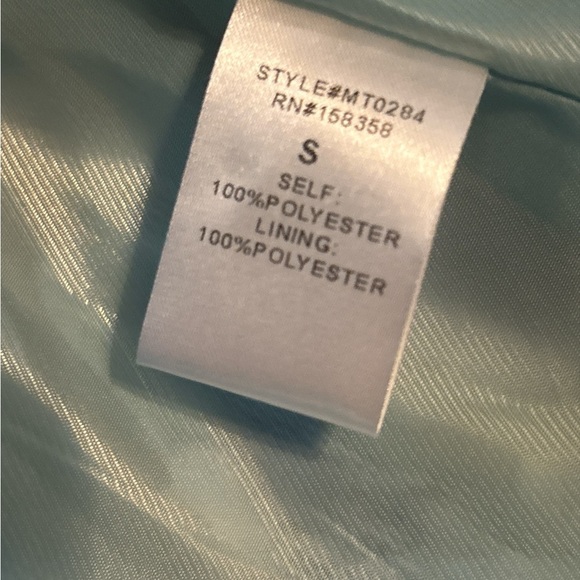 STYLE#MT0284
RN#158358
S
SELF:
100%POLYESTER
LINING:
100%POLYESTER